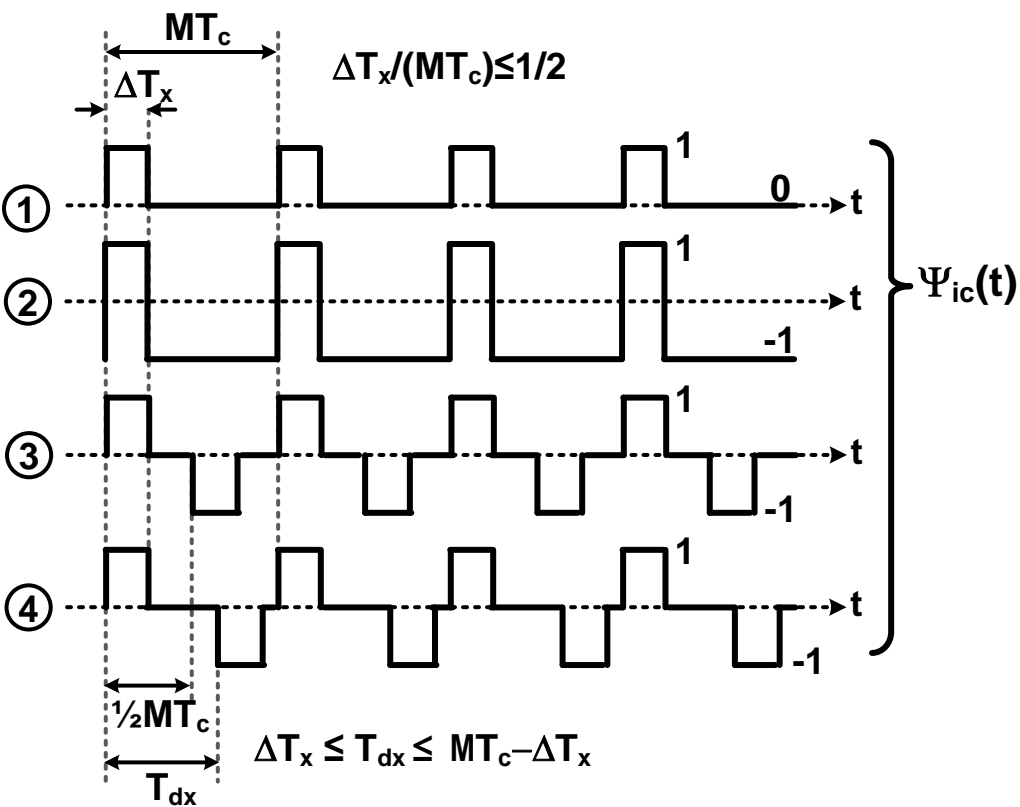 MTc
ΔTx/(MTc)≤1/2
ΔTx
1
1
0
t
2
1
t
-1
Ψic(t)
3
1
t
-1
4
1
t
-1
½MTc
ΔTx ≤ Tdx ≤ MTc–ΔTx
Tdx